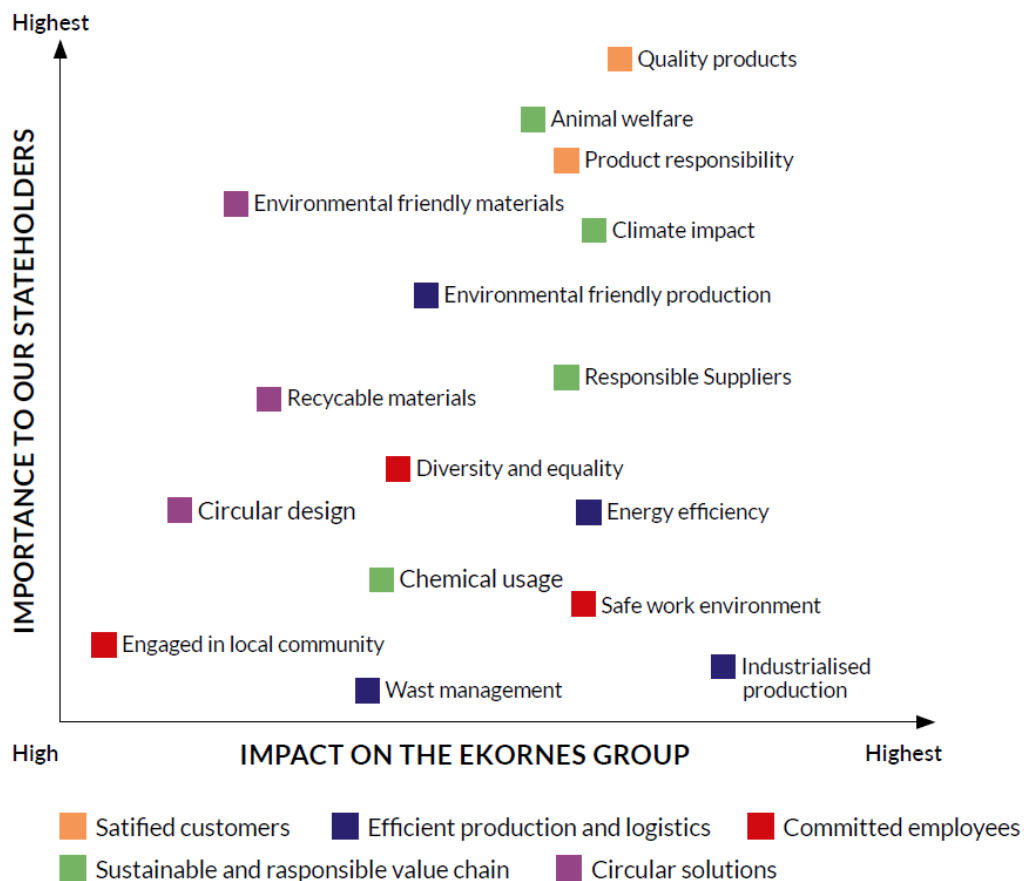 Highest
IMPORTANCE TO OUR STATEHOLDERS
Quality products
Animal welfare
Product responsibility
Environmental friendly materials
Climate impact
Environmental friendly production
Responsible Suppliers
Recycable materials
Diversity and equality
Circular design
Energy efficiency
Chemical usage
Safe work environment
Engaged in local community
Industrialised
production
Wast management
High
IMPACT ON THE EKORNES GROUP
Highest
Satified customers
Efficient production and logistics
Committed employees
Sustainable and responsible value chain
Circular solutions